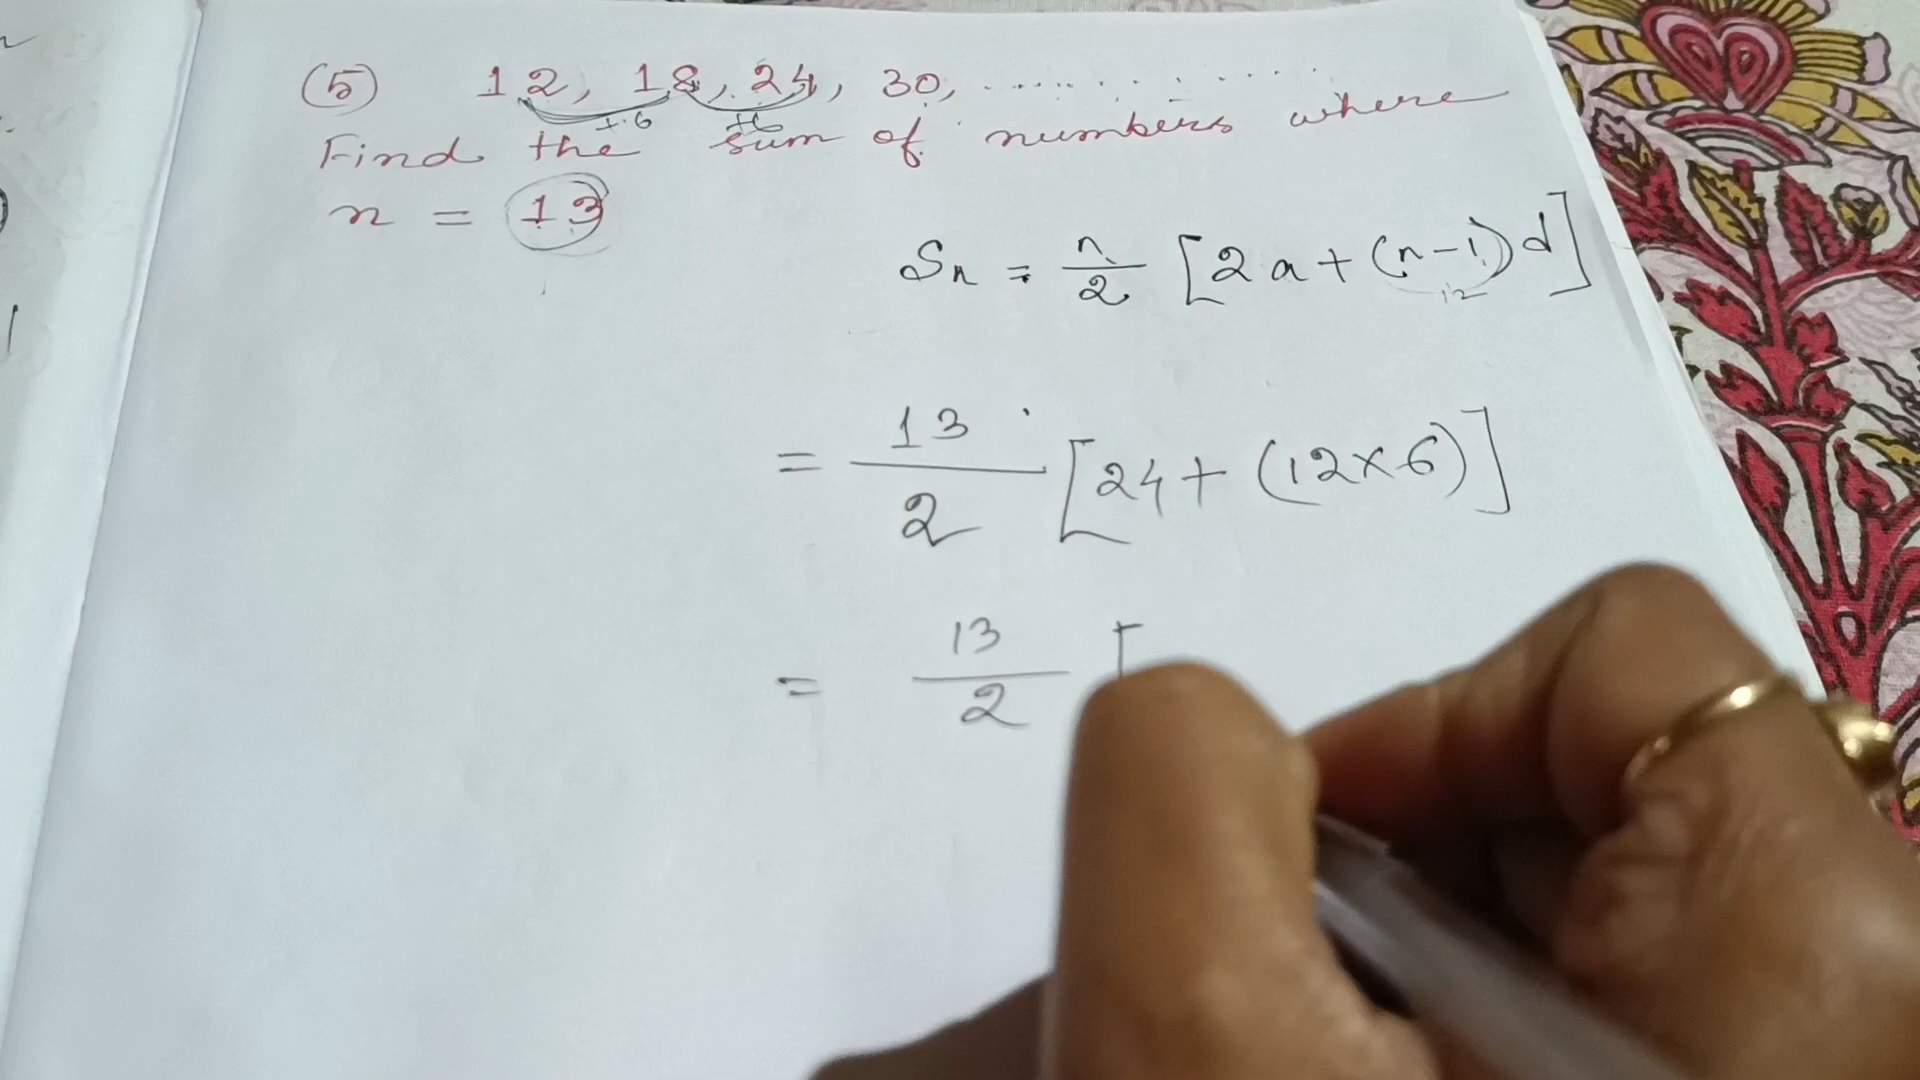 (5) 12, 18, 24, 30, ..............
+6 +6
Find the sum of numbers where
n = 13
Sn = n/2 [2a + (n-1)d]
12
= 13/2 [24 + (12×6)]
= 13/2 [